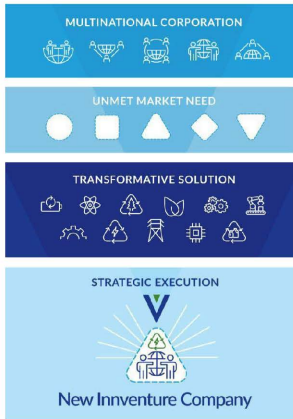 MULTINATIONAL CORPORATION
UNMET MARKET NEED
TRANSFORMATIVE SOLUTION
STRATEGIC EXECUTION
New Innventure Company